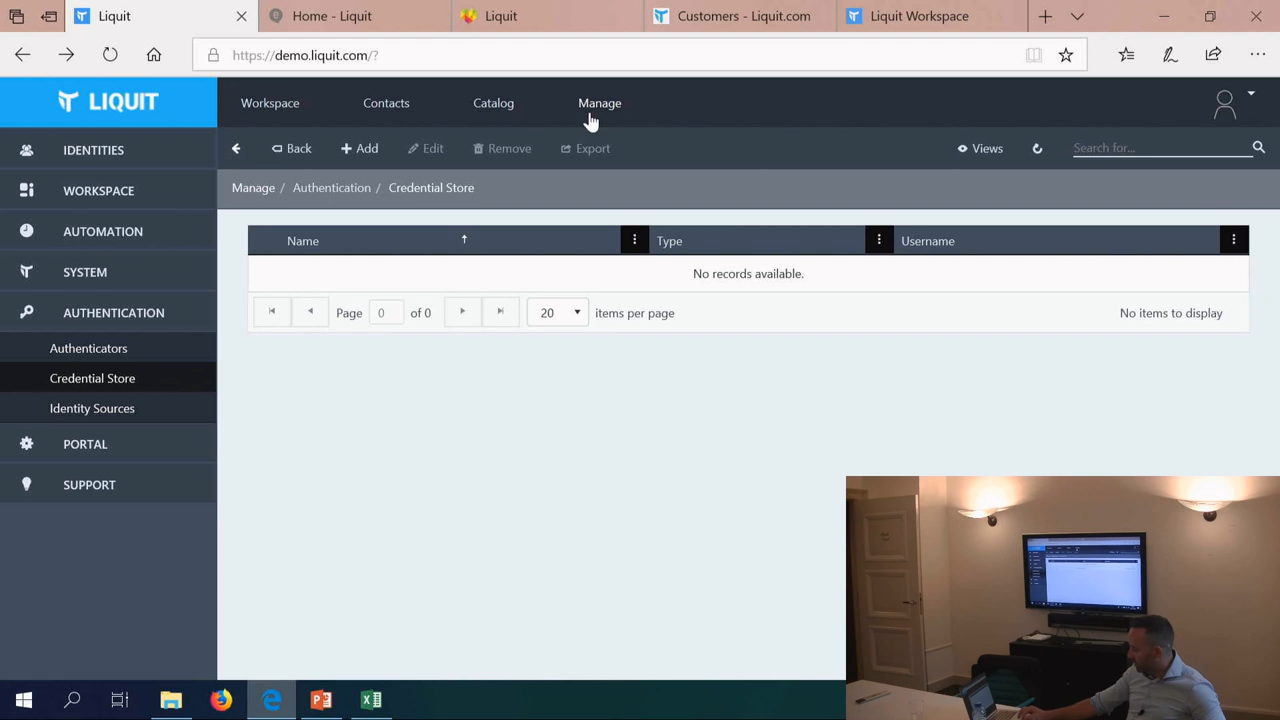 Liquit
Home - Liquit
Liquit
Customers - Liquit.com
Liquit Workspace
https://demo.liquit.com/?
LIQUIT
Workspace
Contacts
Catalog
Manage
Back
Add
Edit
Remove
Export
Views
Search for...
Manage / Authentication / Credential Store
IDENTITIES
WORKSPACE
AUTOMATION
SYSTEM
AUTHENTICATION
Authenticators
Credential Store
Identity Sources
PORTAL
SUPPORT
Name
Type
Username
No records available.
Page 0 of 0
20 items per page
No items to display